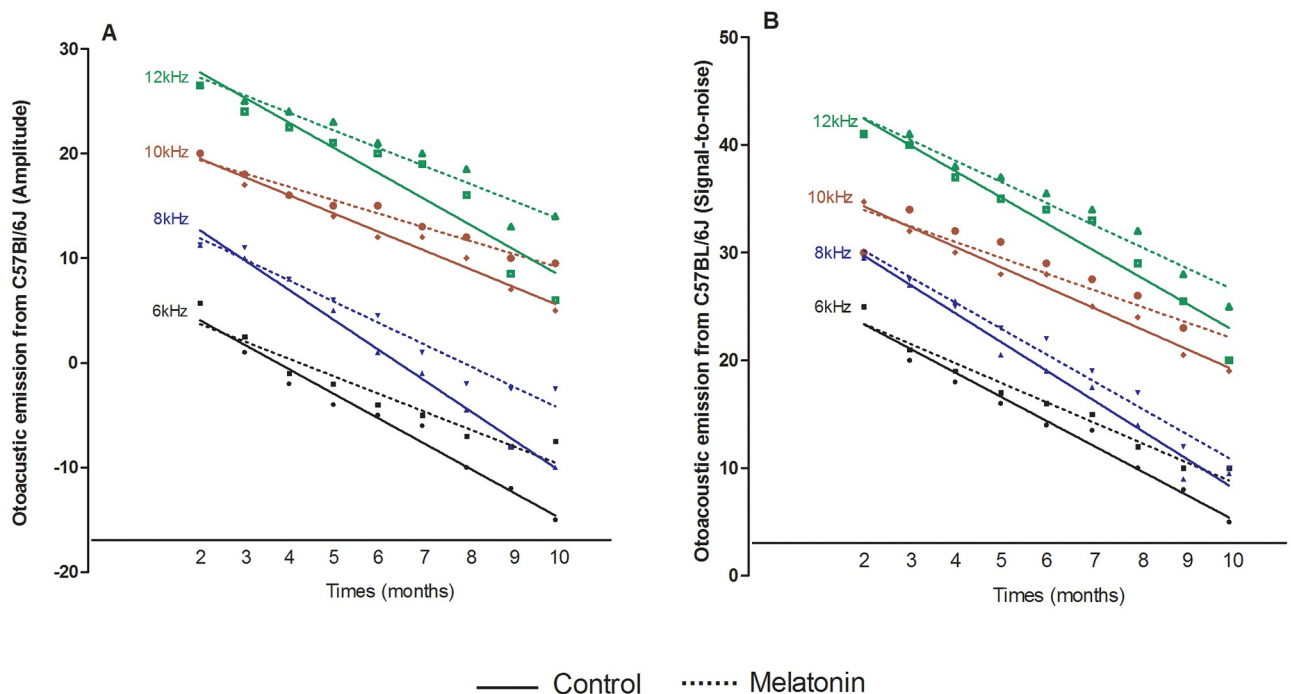 A
Otoacustic emission from C57Bl/6J (Amplitude)
30
20
10
0
-10
-20
12kHz
10kHz
8kHz
6kHz
2 3 4 5 6 7 8 9 10
Times (months)
B
Otoacoustic emission from C57BL/6J (Signal-to-noise)
50
40
30
20
10
0
12kHz
10kHz
8kHz
6kHz
2 3 4 5 6 7 8 9 10
Times (months)
Control Melatonin